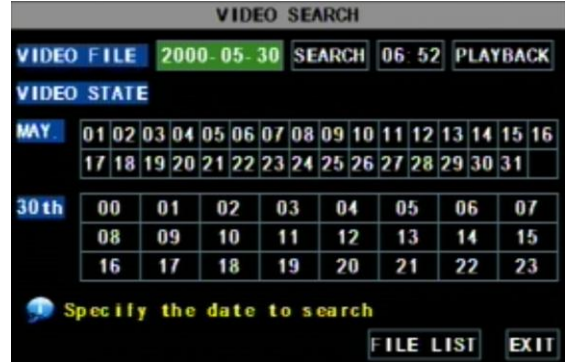 VIDEO SEARCH
VIDEO FILE 2000-05-30 SEARCH 06:52 PLAYBACK
VIDEO STATE
MAY. 01 02 03 04 05 06 07 08 09 10 11 12 13 14 15 16
17 18 19 20 21 22 23 24 25 26 27 28 29 30 31
30th 00 01 02 03 04 05 06 07
08 09 10 11 12 13 14 15
16 17 18 19 20 21 22 23
Specify the date to search
FILE LIST EXIT